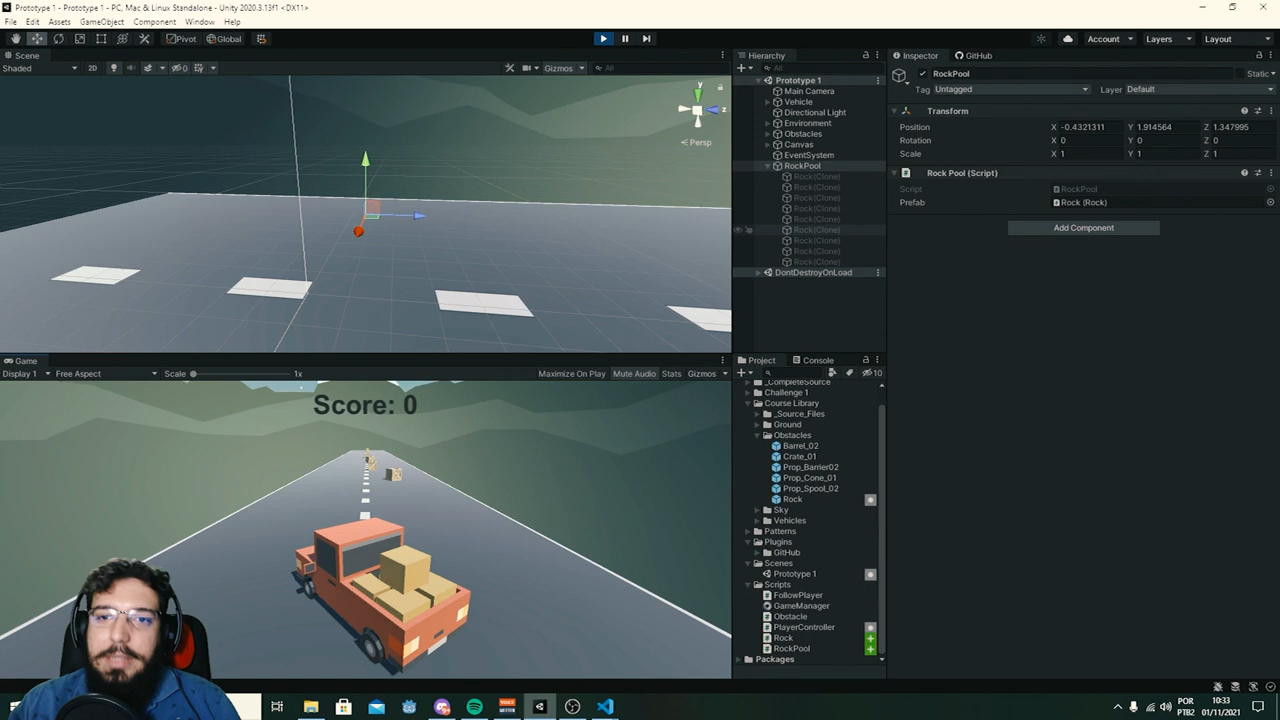 Prototype 1 - Prototype 1 - PC, Mac & Linux Standalone - Unity 2020.3.13f1 <DX11>
File Edit Assets GameObject Component Window Help
Pivot Global Account Layers Layout
Scene
Shaded 2D 0 Gizmos All
y
z
Persp
Game
Display 1 Free Aspect Scale 1x Maximize On Play Mute Audio Stats Gizmos
Score: 0
Hierarchy
All
Prototype 1
Main Camera
Vehicle
Directional Light
Environment
Obstacles
Canvas
EventSystem
RockPool
Rock(Clone)
Rock(Clone)
Rock(Clone)
Rock(Clone)
Rock(Clone)
Rock(Clone)
Rock(Clone)
Rock(Clone)
Rock(Clone)
DontDestroyOnLoad
Project Console
10
_CompleteSource
Challenge 1
Course Library
_Source_Files
Ground
Obstacles
Barrel_02
Crate_01
Prop_Barrier02
Prop_Cone_01
Prop_Spool_02
Rock
Sky
Vehicles
Patterns
Plugins
GitHub
Scenes
Prototype 1
Scripts
FollowPlayer
GameManager
Obstacle
PlayerController
Rock
RockPool
Packages
Inspector GitHub
RockPool Static
Tag Untagged Layer Default
Transform
Position X -0.4321311 Y 1.914564 Z 1.347995
Rotation X 0 Y 0 Z 0
Scale X 1 Y 1 Z 1
Rock Pool (Script)
Script RockPool
Prefab Rock (Rock)
Add Component
POR
PTB2
10:33
01/11/2021